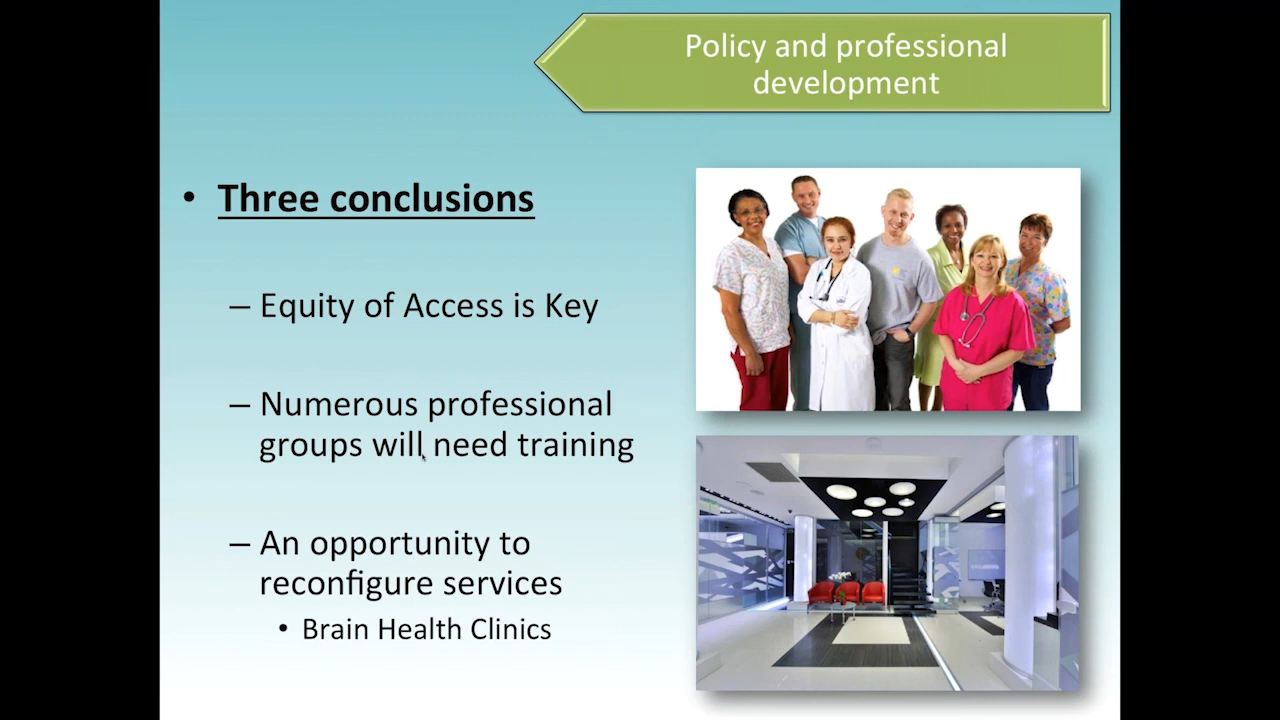 Policy and professional
development
• Three conclusions
– Equity of Access is Key
– Numerous professional
groups will need training
– An opportunity to
reconfigure services
• Brain Health Clinics